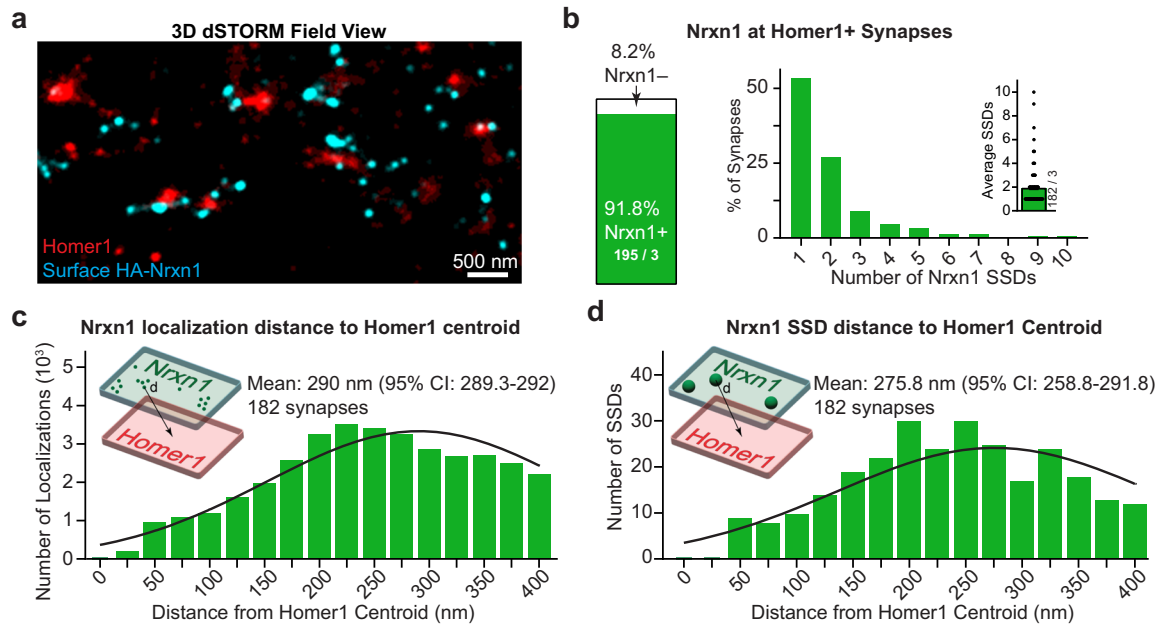 a
3D dSTORM Field View
Homer1
Surface HA-Nrxn1
500 nm
b
Nrxn1 at Homer1+ Synapses
8.2%
Nrxn1–
91.8%
Nrxn1+
195 / 3
% of Synapses
50
25
0
1 2 3 4 5 6 7 8 9 10
Number of Nrxn1 SSDs
Average SSDs
10
8
6
4
2
0
182 / 3
c
Nrxn1 localization distance to Homer1 centroid
Number of Localizations (10³)
5
4
3
2
1
0
Nrxn1
d
Homer1
Mean: 290 nm (95% CI: 289.3-292)
182 synapses
0 50 100 150 200 250 300 350 400
Distance from Homer1 Centroid (nm)
d
Nrxn1 SSD distance to Homer1 Centroid
Number of SSDs
40
30
20
10
0
Nrxn1
d
Homer1
Mean: 275.8 nm (95% CI: 258.8-291.8)
182 synapses
0 50 100 150 200 250 300 350 400
Distance from Homer1 Centroid (nm)